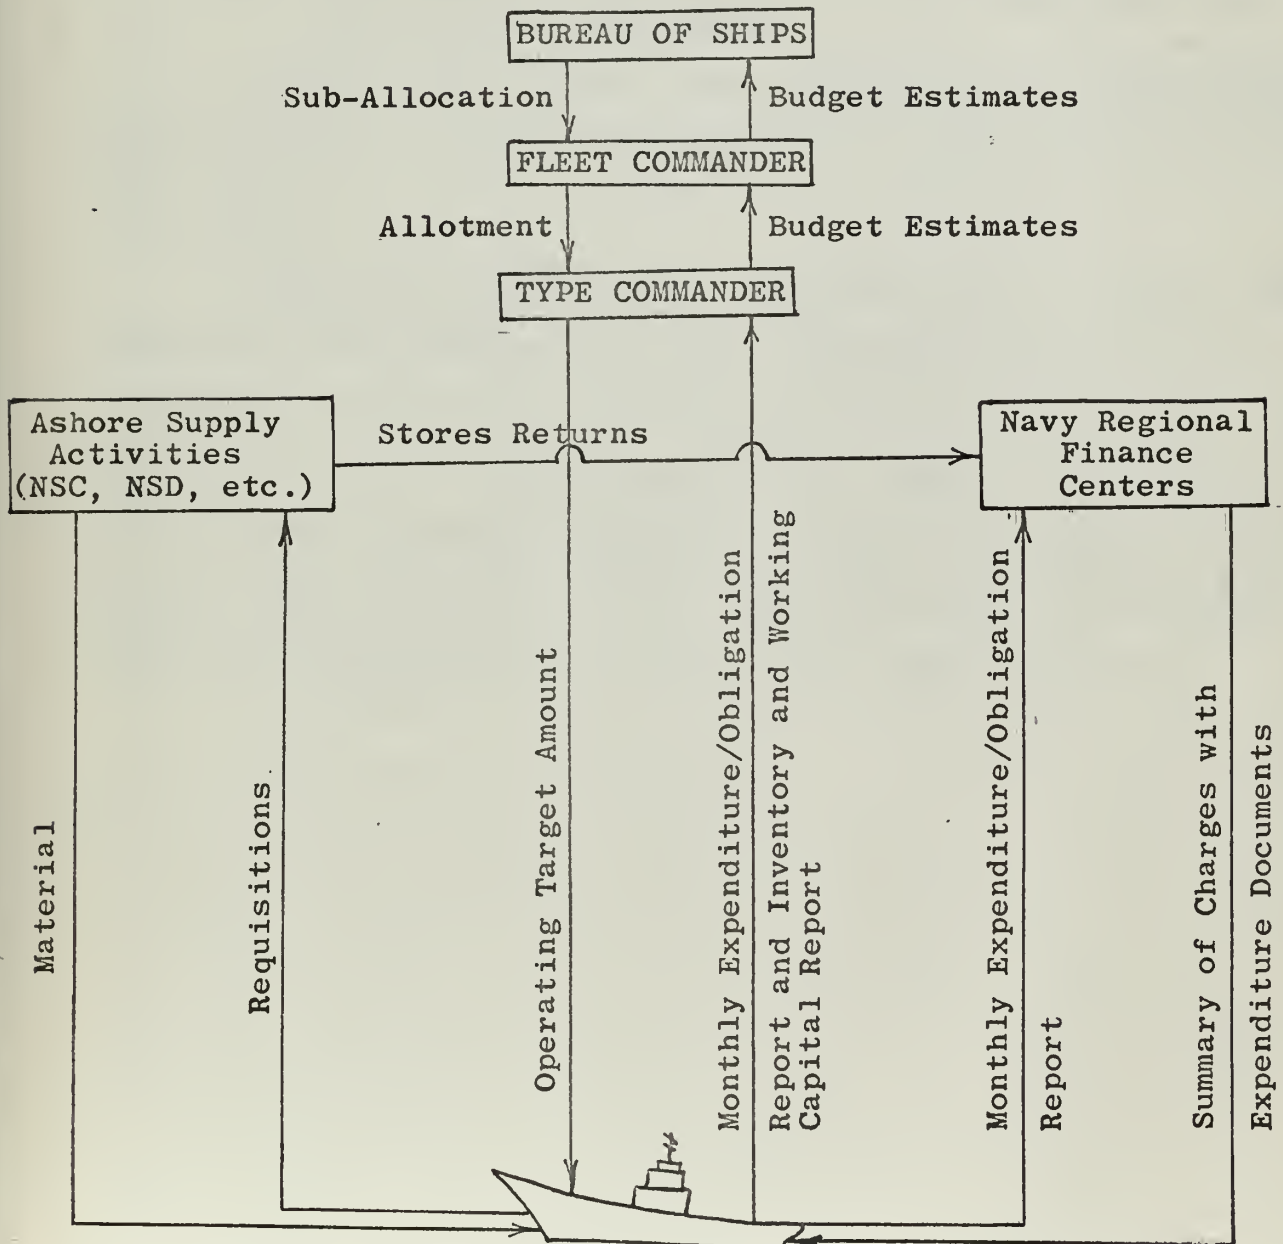 BUREAU OF SHIPS
Sub-Allocation
Budget Estimates
FLEET COMMANDER
Allotment
Budget Estimates
TYPE COMMANDER
Ashore Supply
Activities
(NSC, NSD, etc.)
Stores Returns
Navy Regional
Finance
Centers
Material
Requisitions
Operating Target Amount
Monthly Expenditure/Obligation
Report and Inventory and Working
Capital Report
Monthly Expenditure/Obligation
Report
Summary of Charges with
Expenditure Documents